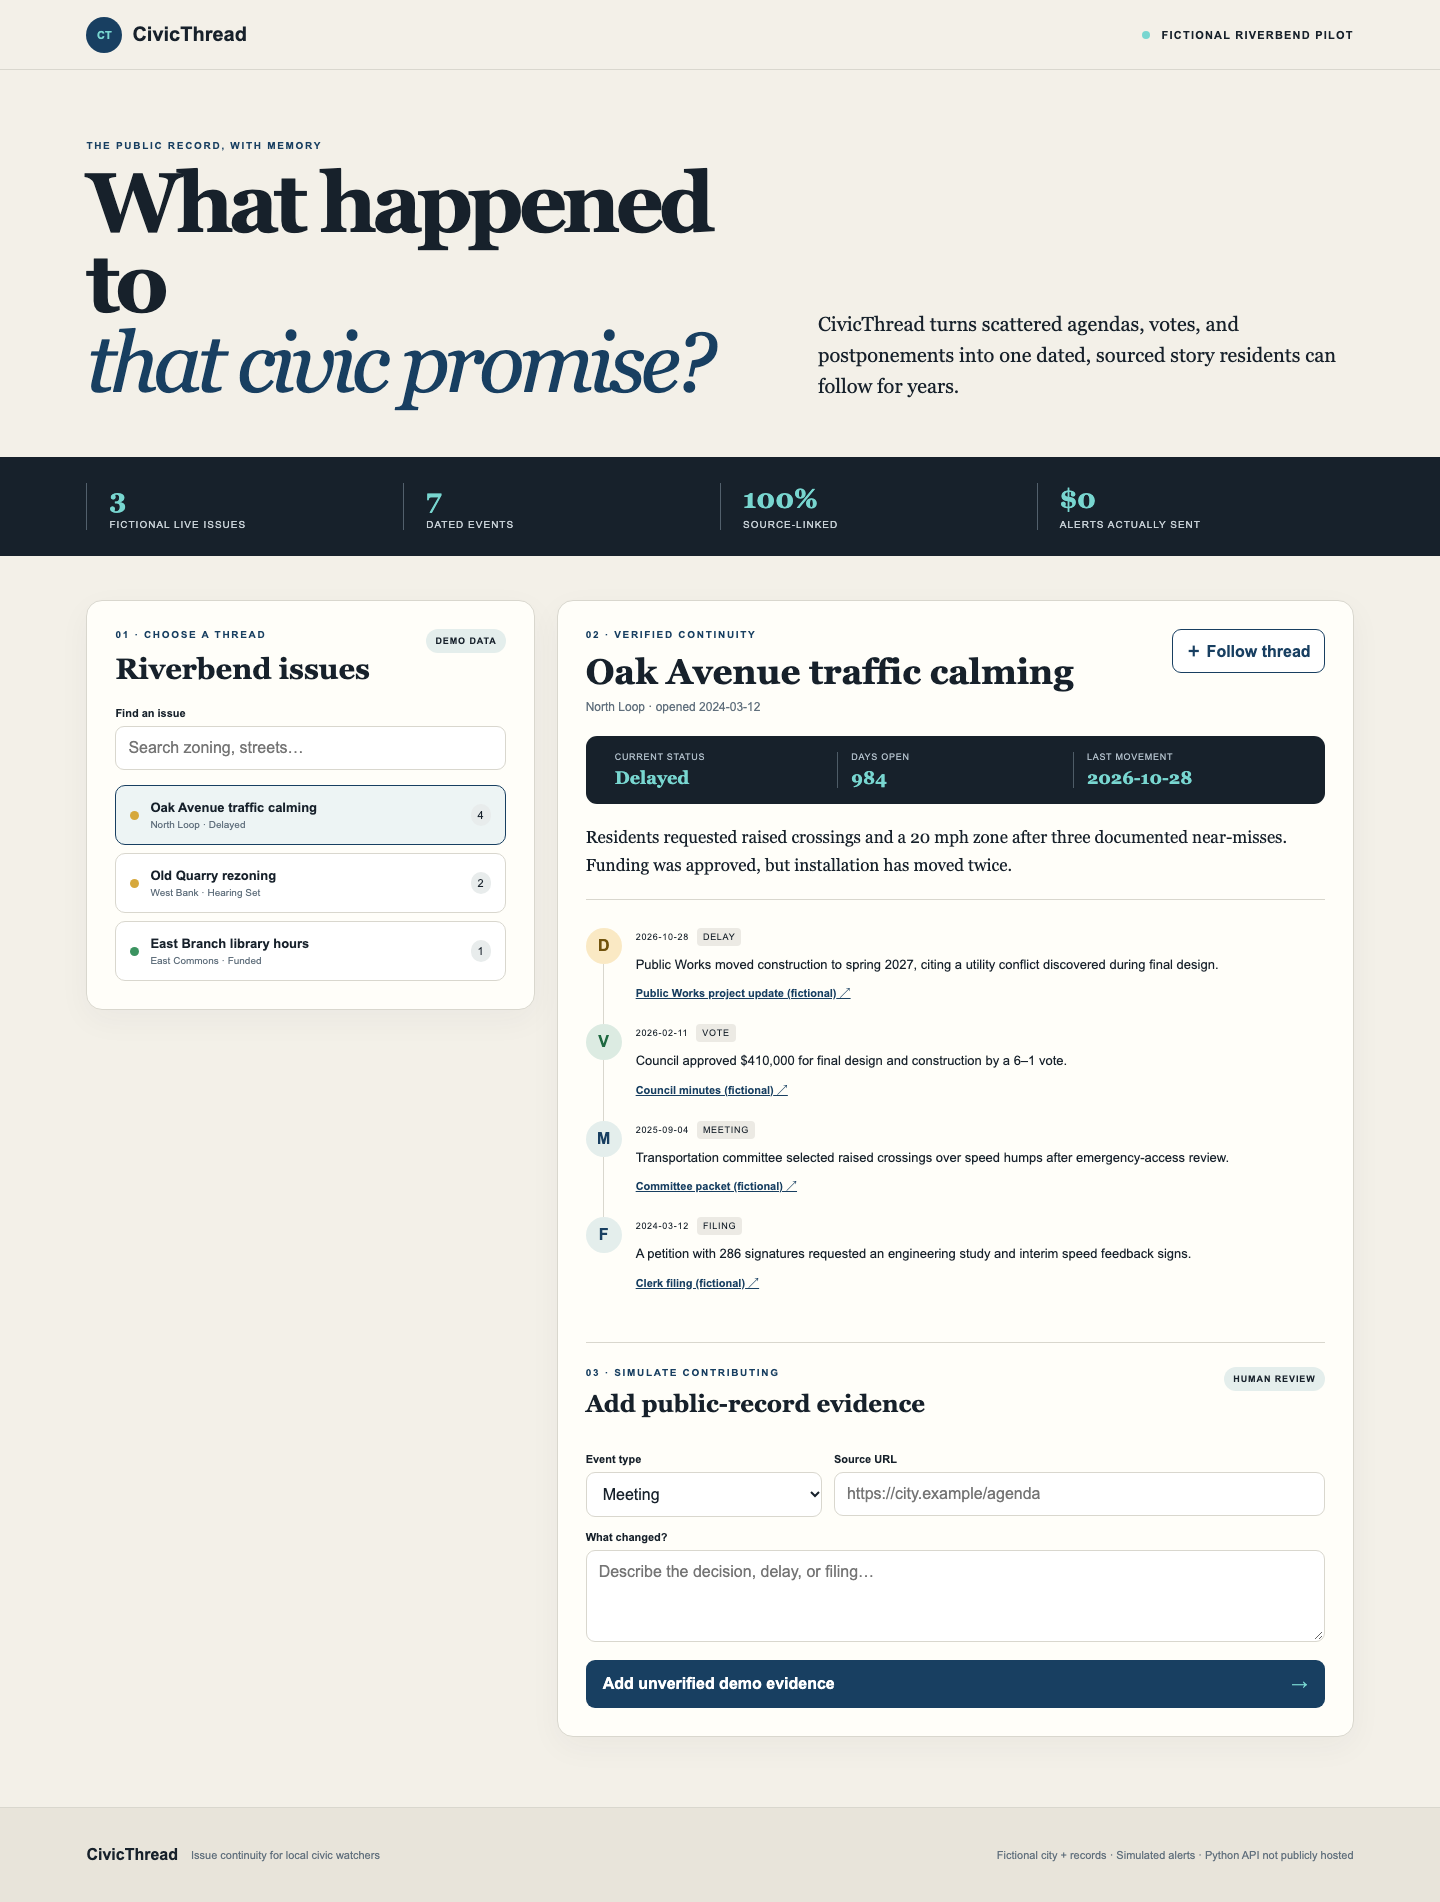 CT
CivicThread
FICTIONAL RIVERBEND PILOT
THE PUBLIC RECORD, WITH MEMORY
What happened
to
that civic promise?
CivicThread turns scattered agendas, votes, and
postponements into one dated, sourced story residents can
follow for years.
3
FICTIONAL LIVE ISSUES
7
DATED EVENTS
100%
SOURCE-LINKED
$0
ALERTS ACTUALLY SENT
01 · CHOOSE A THREAD
DEMO DATA
Riverbend issues
Find an issue
Search zoning, streets…
Oak Avenue traffic calming
North Loop · Delayed
4
Old Quarry rezoning
West Bank · Hearing Set
2
East Branch library hours
East Commons · Funded
1
02 · VERIFIED CONTINUITY
Oak Avenue traffic calming
North Loop · opened 2024-03-12
+ Follow thread
CURRENT STATUS
Delayed
DAYS OPEN
984
LAST MOVEMENT
2026-10-28
Residents requested raised crossings and a 20 mph zone after three documented near-misses.
Funding was approved, but installation has moved twice.
D
2026-10-28 DELAY
Public Works moved construction to spring 2027, citing a utility conflict discovered during final design.
Public Works project update (fictional) ↗
V
2026-02-11 VOTE
Council approved $410,000 for final design and construction by a 6–1 vote.
Council minutes (fictional) ↗
M
2025-09-04 MEETING
Transportation committee selected raised crossings over speed humps after emergency-access review.
Committee packet (fictional) ↗
F
2024-03-12 FILING
A petition with 286 signatures requested an engineering study and interim speed feedback signs.
Clerk filing (fictional) ↗
03 · SIMULATE CONTRIBUTING
HUMAN REVIEW
Add public-record evidence
Event type
Meeting
Source URL
https://city.example/agenda
What changed?
Describe the decision, delay, or filing…
Add unverified demo evidence →
CivicThread Issue continuity for local civic watchers
Fictional city + records · Simulated alerts · Python API not publicly hosted